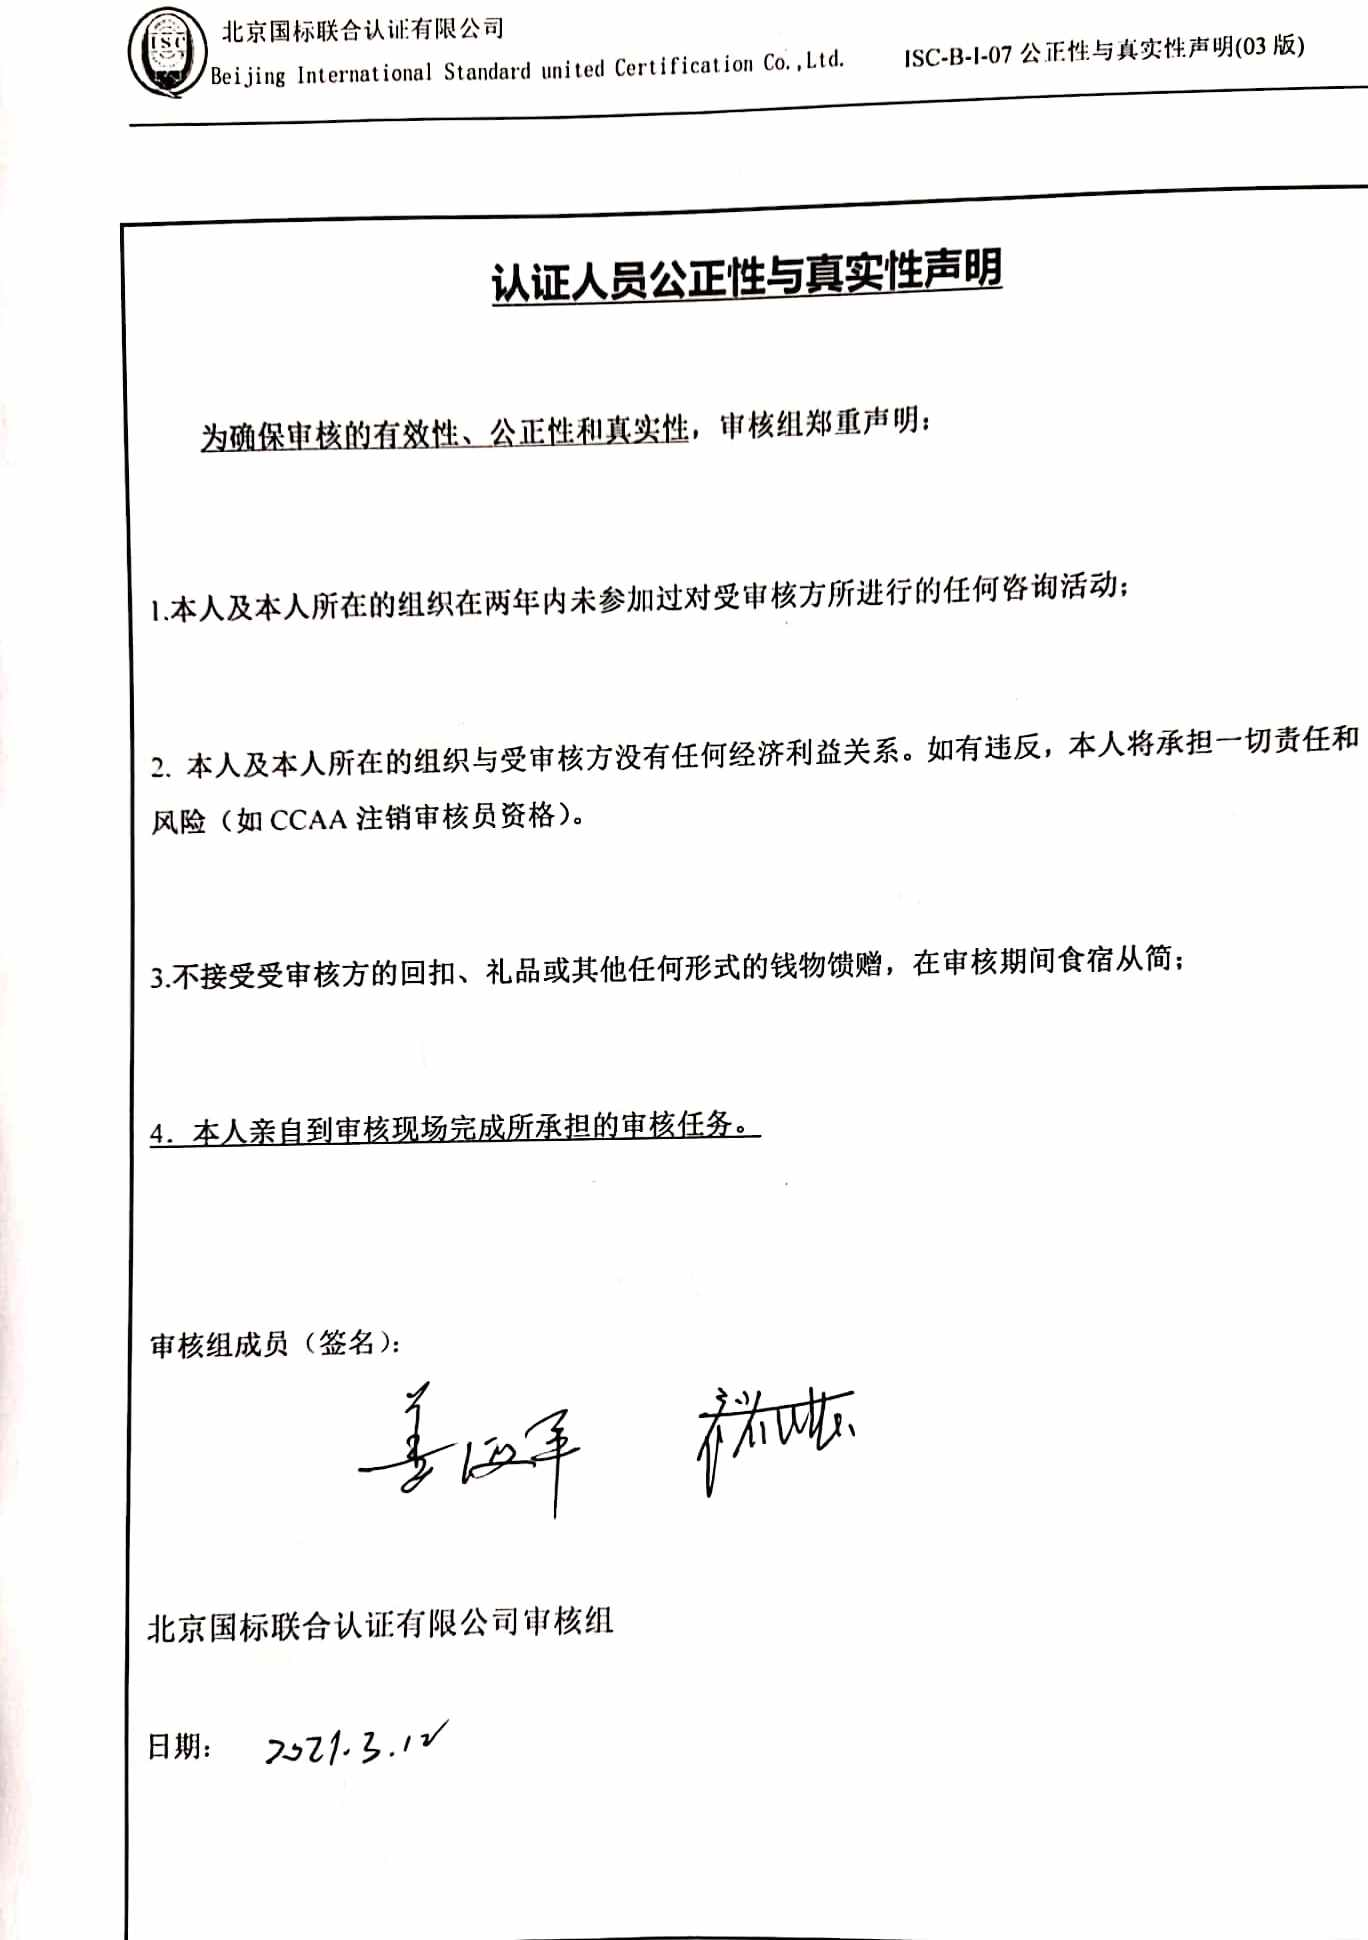 ISC
北京国标联合认证有限公司
Beijing International Standard united Certification Co.,Ltd.
ISC-B-I-07 公正性与真实性声明(03 版)
认证人员公正性与真实性声明
为确保审核的有效性、公正性和真实性，审核组郑重声明：
1.本人及本人所在的组织在两年内未参加过对受审核方所进行的任何咨询活动；
2. 本人及本人所在的组织与受审核方没有任何经济利益关系。如有违反，本人将承担一切责任和
风险（如 CCAA 注销审核员资格）。
3.不接受受审核方的回扣、礼品或其他任何形式的钱物馈赠，在审核期间食宿从简；
4．本人亲自到审核现场完成所承担的审核任务。
审核组成员（签名）：
姜海军
北京国标联合认证有限公司审核组
日期： 2021.3.12